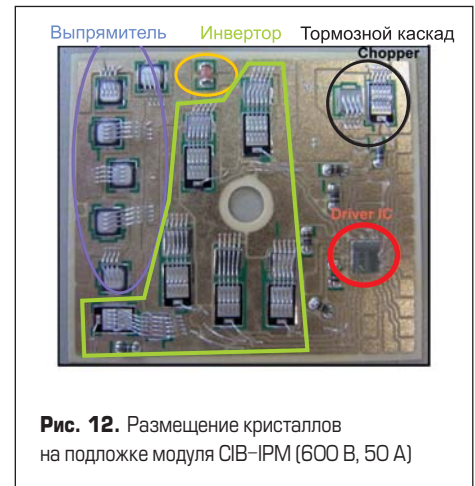 Выпрямитель Инвертор Тормозной каскад
Chopper
Driver IC
Рис. 12. Размещение кристаллов
на подложке модуля CIB–IPM (600 В, 50 А)